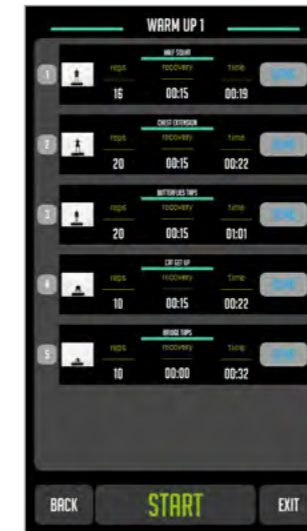 WARM UP 1
HALF SQUAT
1 reps recovery time
16 00:15 00:19
CHEST EXTENSION
2 reps recovery time
20 00:15 00:22
BUTTERFLIES TAPS
3 reps recovery time
20 00:15 01:01
CAT GET UP
4 reps recovery time
10 00:15 00:22
BRIDGE TAPS
5 reps recovery time
10 00:00 00:32
BACK START EXIT